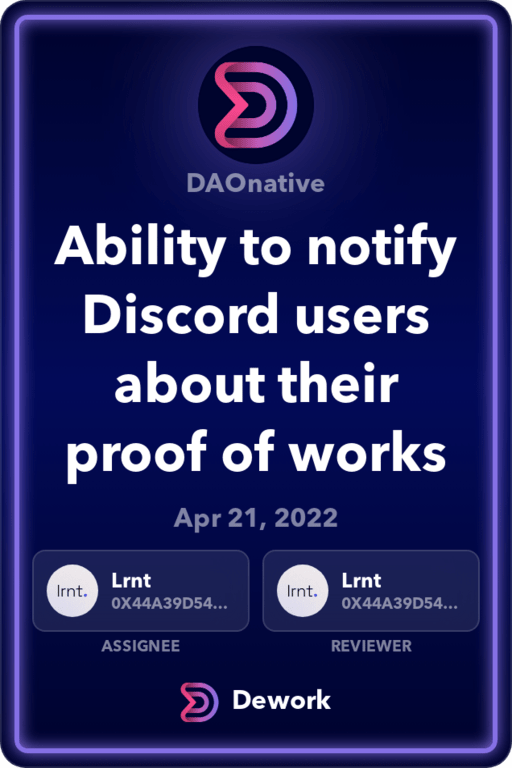 DAOnative
Ability to notify
Discord users
about their
proof of works
Apr 21, 2022
lrnt.
Lrnt
0X44A39D54...
lrnt.
Lrnt
0X44A39D54...
ASSIGNEE
REVIEWER
Dework